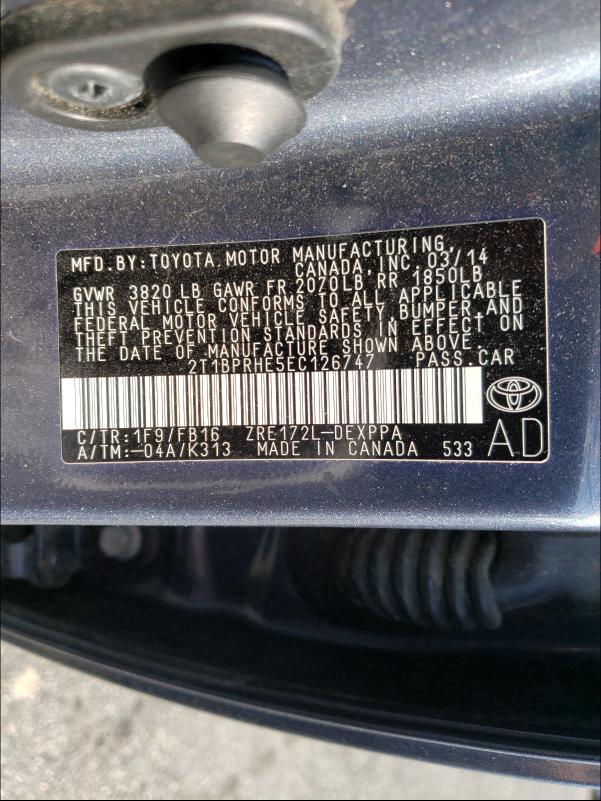 MFD.BY:TOYOTA MOTOR MANUFACTURING,
CANADA, INC. 03/14
GVWR 3820 LB GAWR FR 2070LB RR 1850LB
THIS VEHICLE CONFORMS TO ALL APPLICABLE
FEDERAL MOTOR VEHICLE SAFETY, BUMPER, AND
THEFT PREVENTION STANDARDS IN EFFECT ON
THE DATE OF MANUFACTURE SHOWN ABOVE.
2T1BPRHE5EC126747 PASS.CAR
C/TR:1F9/FB16 ZRE172L-DEXPPA
A/TM:-04A/K313 MADE IN CANADA 533
AD